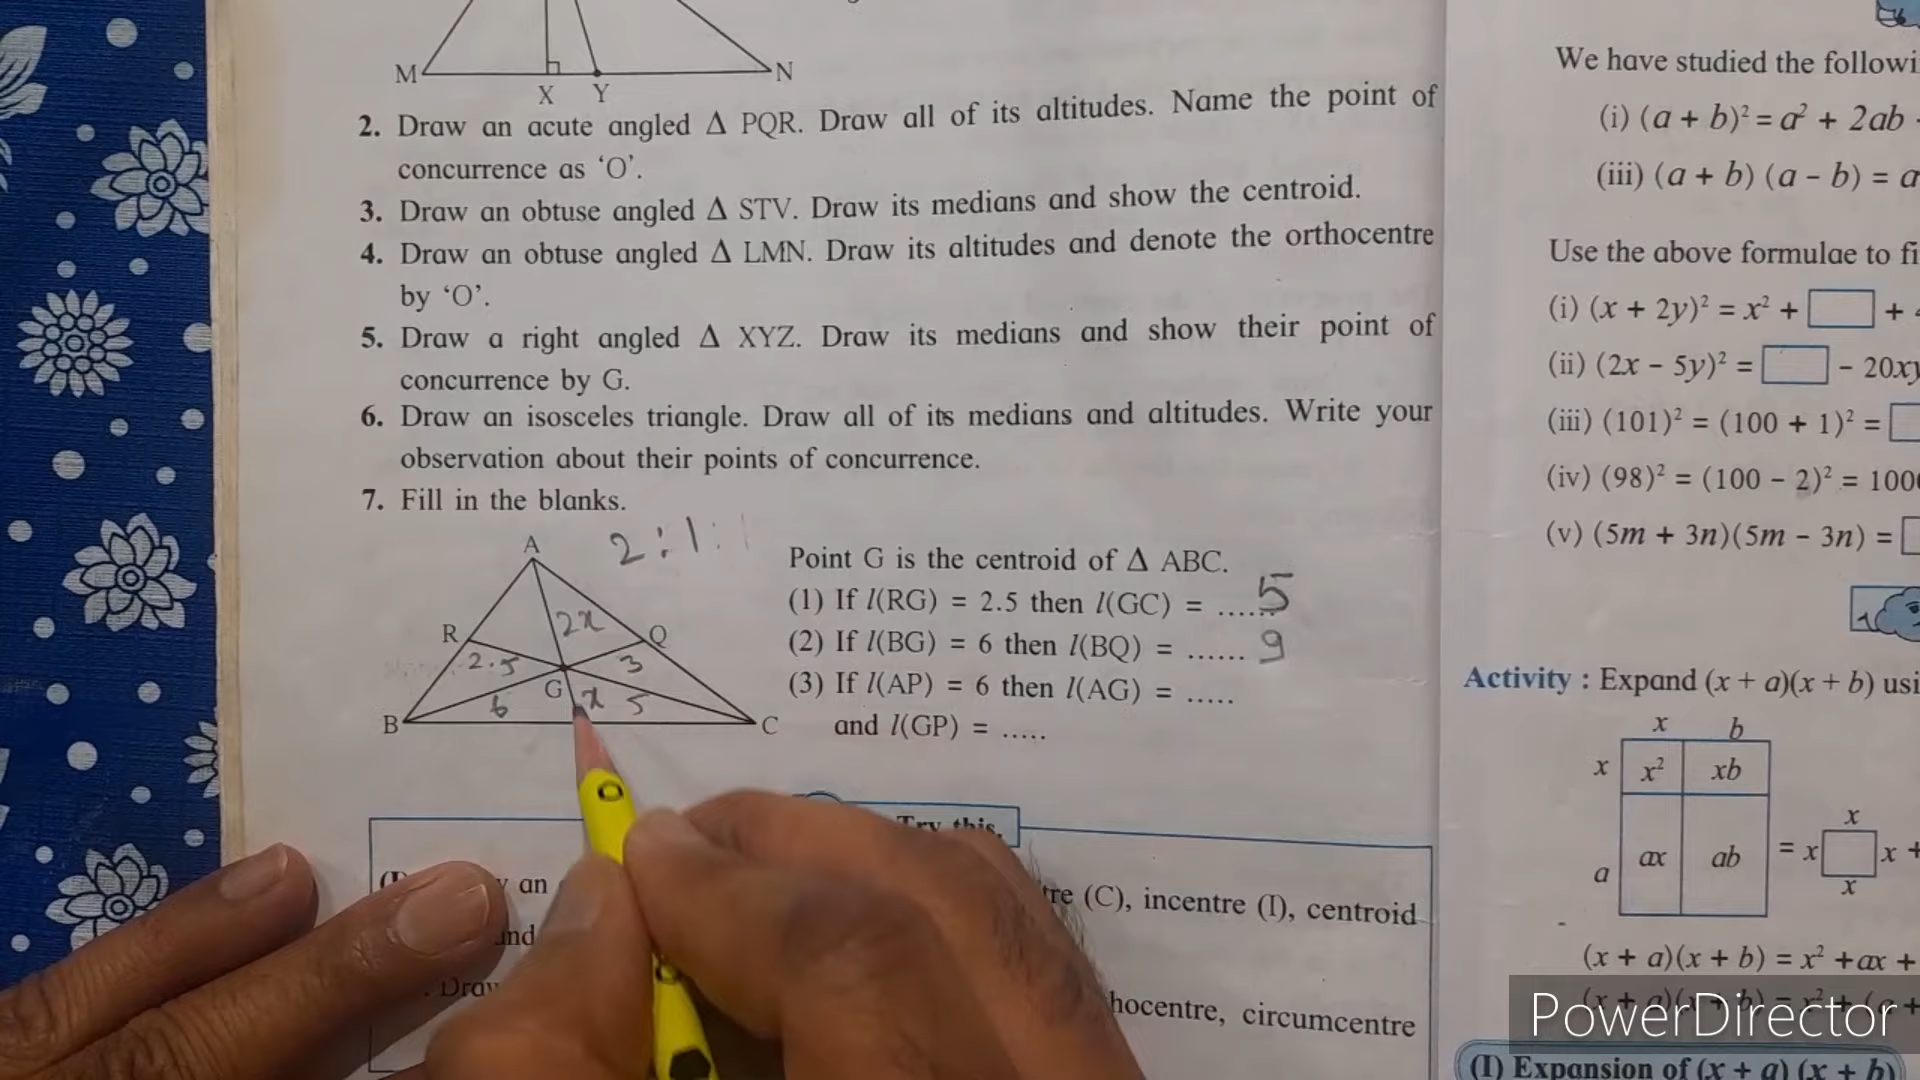 M
N
X Y
2. Draw an acute angled Δ PQR. Draw all of its altitudes. Name the point of
concurrence as ‘O’.
3. Draw an obtuse angled Δ STV. Draw its medians and show the centroid.
4. Draw an obtuse angled Δ LMN. Draw its altitudes and denote the orthocentre
by ‘O’.
5. Draw a right angled Δ XYZ. Draw its medians and show their point of
concurrence by G.
6. Draw an isosceles triangle. Draw all of its medians and altitudes. Write your
observation about their points of concurrence.
7. Fill in the blanks.
2:1
A
R
Q
B
C
G
2x
2.5
3
6
x
5
Point G is the centroid of Δ ABC.
(1) If l(RG) = 2.5 then l(GC) = ...... 5
(2) If l(BG) = 6 then l(BQ) = ...... 9
(3) If l(AP) = 6 then l(AG) = .....
and l(GP) = .....
Try this.
an
tre (C), incentre (I), centroid
and
Draw
hocentre, circumcentre
We have studied the followi
(i) (a + b)² = a² + 2ab
(iii) (a + b) (a − b) = a
Use the above formulae to fi
(i) (x + 2y)² = x² + +
(ii) (2x − 5y)² = − 20xy
(iii) (101)² = (100 + 1)² =
(iv) (98)² = (100 − 2)² = 100
(v) (5m + 3n)(5m − 3n) =
Activity : Expand (x + a)(x + b) usi
x b
x x² xb
a ax ab
= x x +
x
x
(x + a)(x + b) = x² + ax +
(x + a)(x + b) = x² + (a +
(I) Expansion of (x + a) (x + b)
PowerDirector